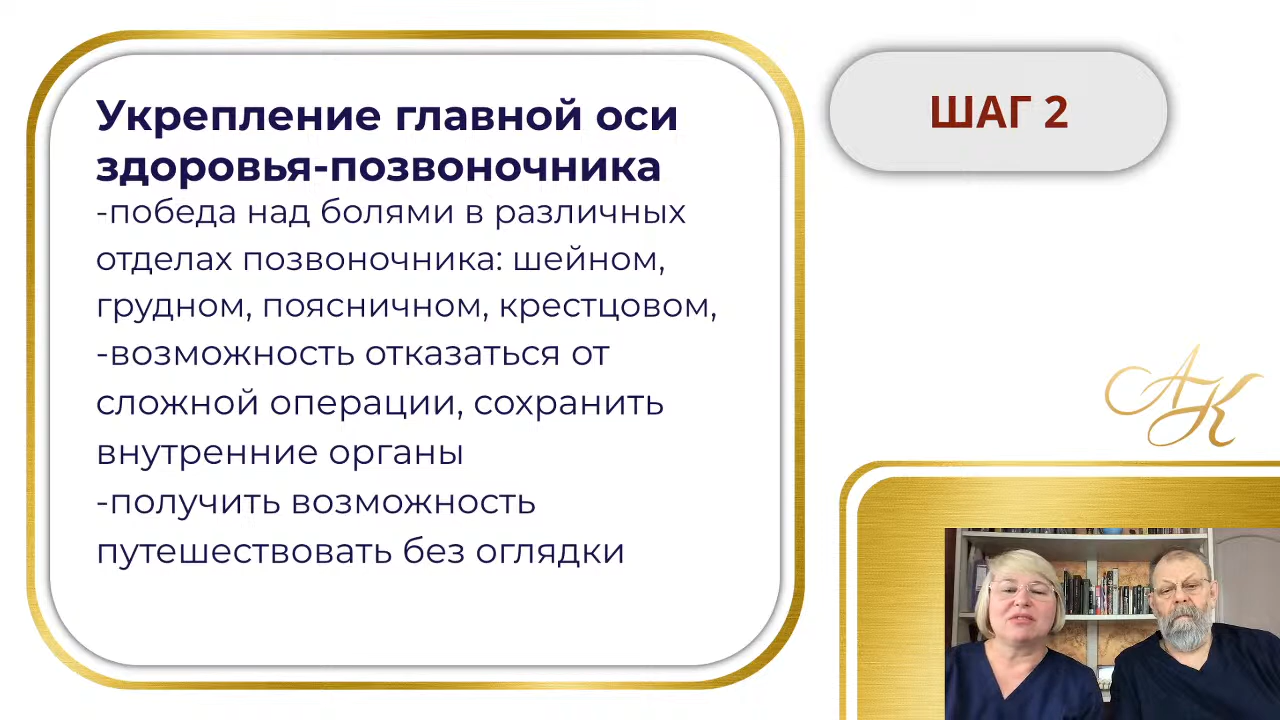 Укрепление главной оси
здоровья-позвоночника
-победа над болями в различных
отделах позвоночника: шейном,
грудном, поясничном, крестцовом,
-возможность отказаться от
сложной операции, сохранить
внутренние органы
-получить возможность
путешествовать без оглядки
ШАГ 2
АК